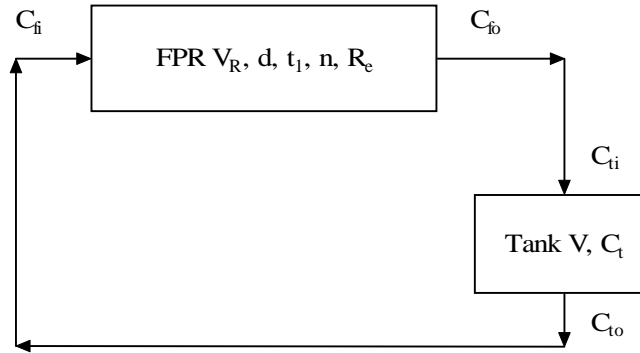 C_fi
FPR V_R, d, t_1, n, R_e
C_fo
C_ti
Tank V, C_t
C_to